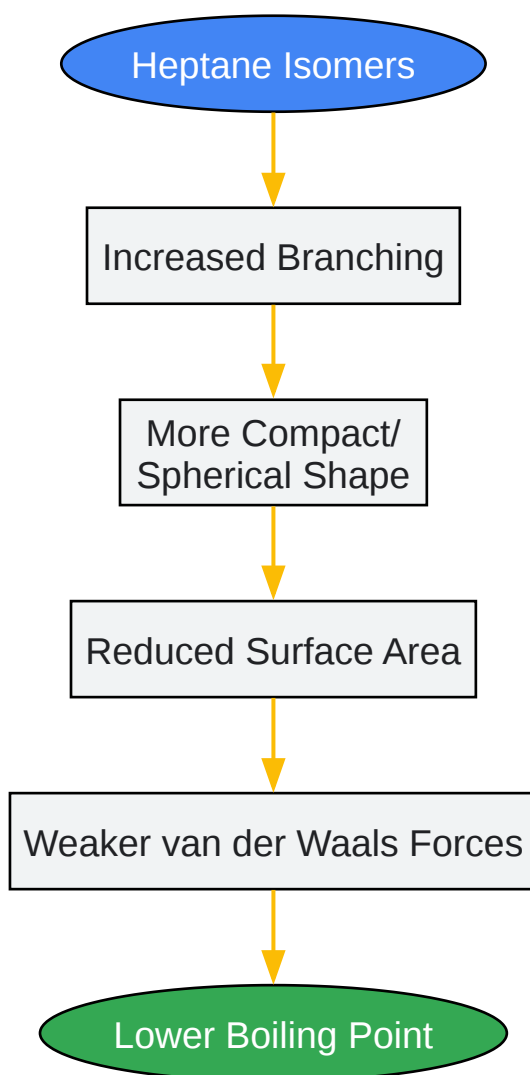 Heptane Isomers
Increased Branching
More Compact/
Spherical Shape
Reduced Surface Area
Weaker van der Waals Forces
Lower Boiling Point